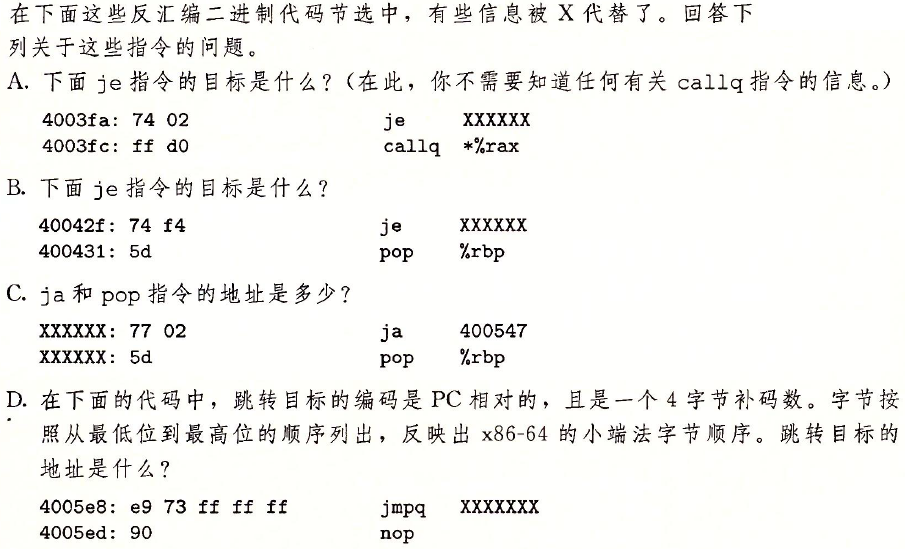 在下面这些反汇编二进制代码节选中，有些信息被 X 代替了。回答下
列关于这些指令的问题。
A. 下面 je 指令的目标是什么？（在此，你不需要知道任何有关 callq 指令的信息。）
4003fa: 74 02 je XXXXXX
4003fc: ff d0 callq *%rax
B. 下面 je 指令的目标是什么？
40042f: 74 f4 je XXXXXX
400431: 5d pop %rbp
C. ja 和 pop 指令的地址是多少？
XXXXXX: 77 02 ja 400547
XXXXXX: 5d pop %rbp
D. 在下面的代码中，跳转目标的编码是 PC 相对的，且是一个 4 字节补码数。字节按
照从最低位到最高位的顺序列出，反映出 x86-64 的小端法字节顺序。跳转目标的
地址是什么？
4005e8: e9 73 ff ff ff jmpq XXXXXXX
4005ed: 90 nop